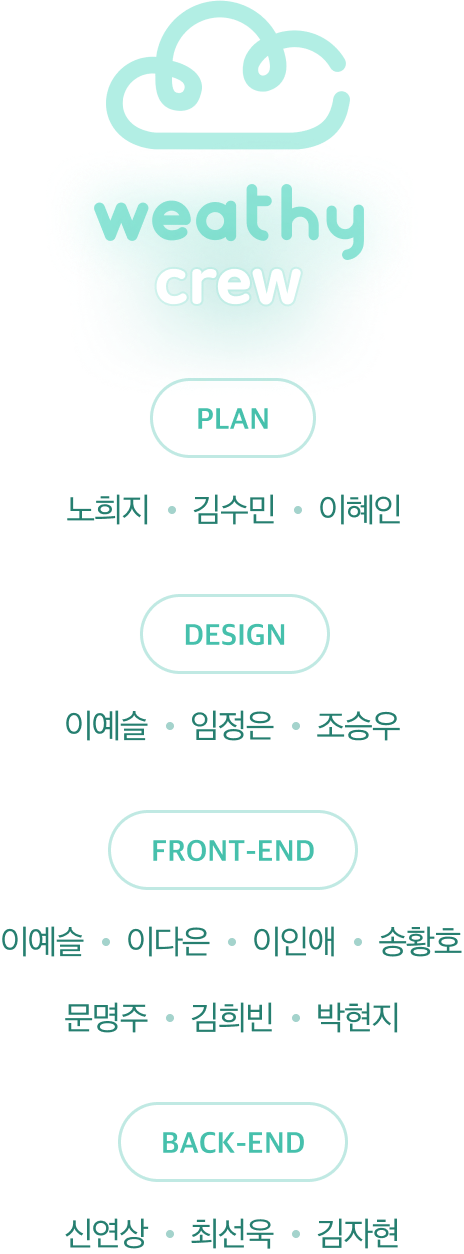 weathy
crew
PLAN
노희지 • 김수민 • 이혜인
DESIGN
이예슬 • 임정은 • 조승우
FRONT-END
이예슬 • 이다은 • 이인애 • 송황호
문명주 • 김희빈 • 박현지
BACK-END
신연상 • 최선욱 • 김자현